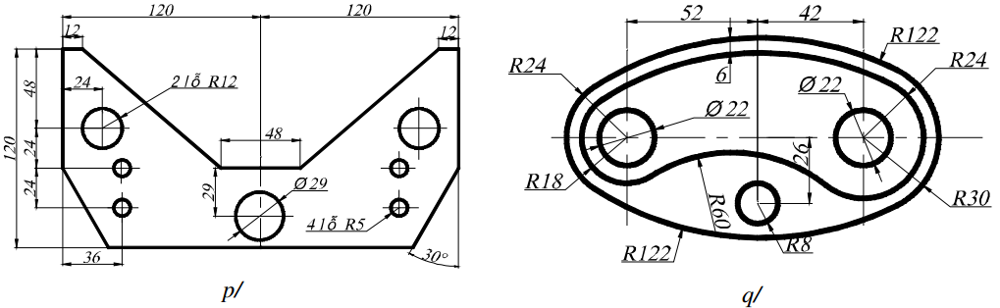 120 120
12 12
24 2 lỗ R12
48
120
24 48
24 29 Ø 29
4 lỗ R5
36 30°
p/
52 42
R122
R24 R24
6
Ø 22 Ø 22
26
R18 R60 R30
R8
R122
q/